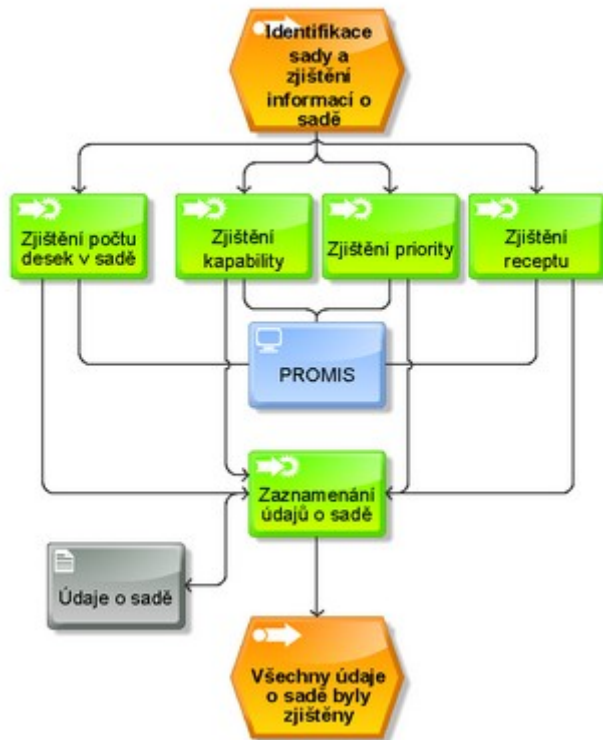 Identifikace
sady a
zjištění
informací o
sadě
Zjištění počtu
desek v sadě
Zjištění
kapability
Zjištění priority
Zjištění
receptu
PROMIS
Zaznamenání
údajů o sadě
Údaje o sadě
Všechny údaje
o sadě byly
zjištěny